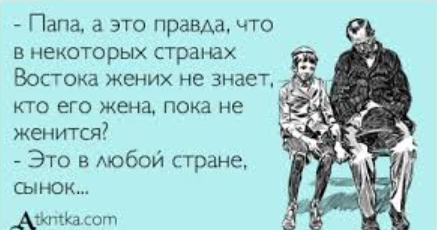 - Папа, а это правда, что
в некоторых странах
Востока жених не знает,
кто его жена, пока не
женится?
- Это в любой стране,
сынок...
Atkritka.com